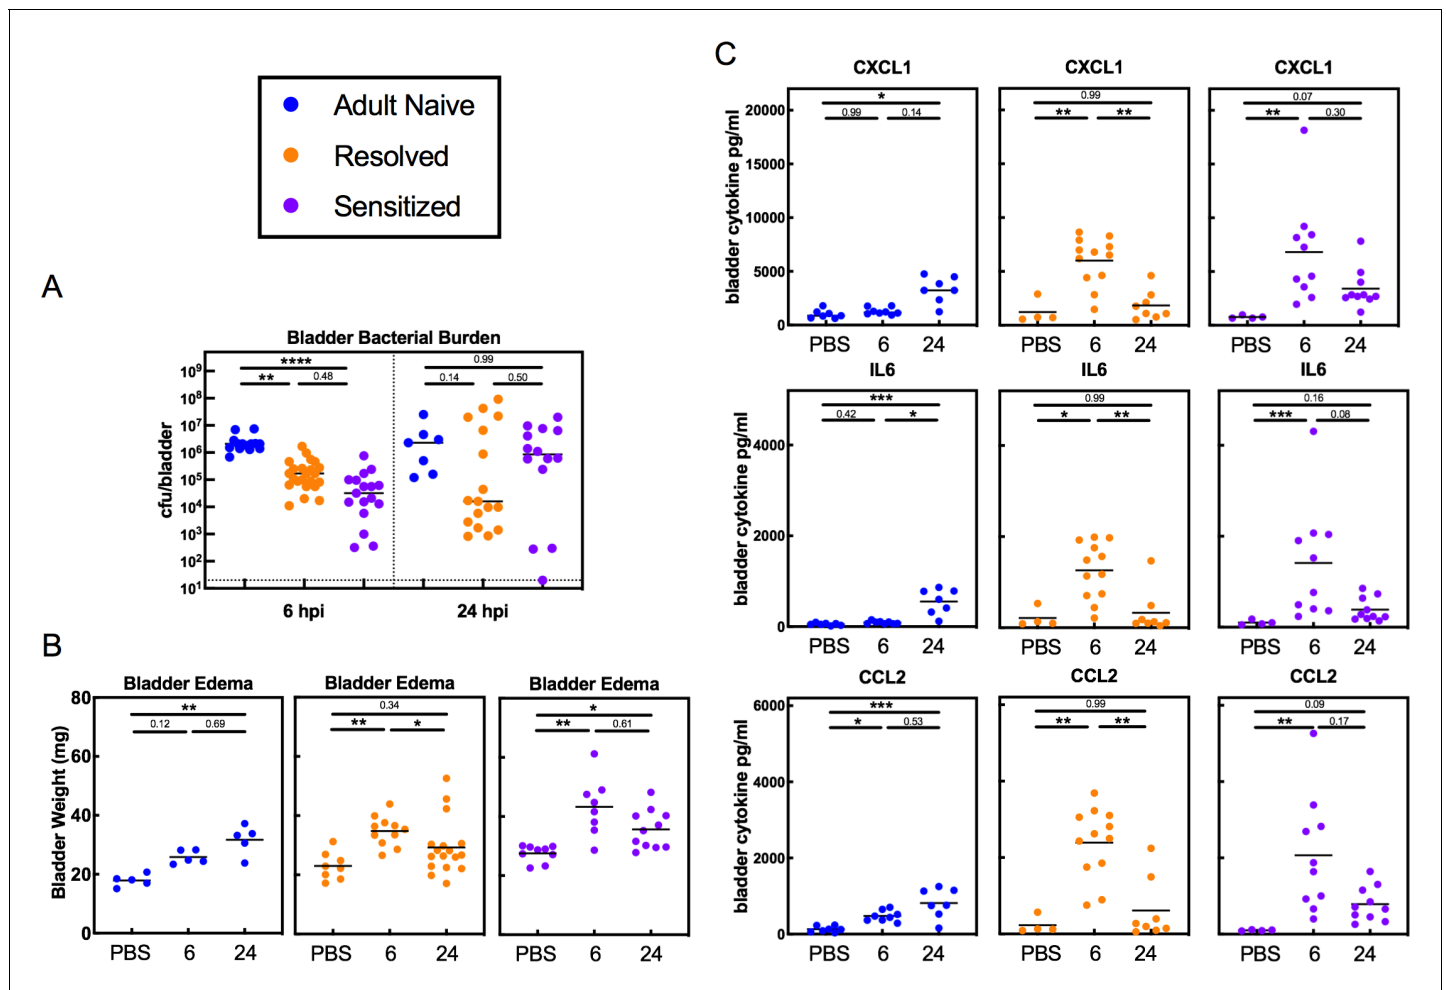 Adult Naive
Resolved
Sensitized
A
Bladder Bacterial Burden
cfu/bladder
10⁹
10⁸
10⁷
10⁶
10⁵
10⁴
10³
10²
10¹
****
** 0.48
0.99
0.14 0.50
6 hpi 24 hpi
B
Bladder Edema Bladder Edema Bladder Edema
Bladder Weight (mg)
80
60
40
20
0
**
0.12 0.69
0.34
** *
*
** 0.61
PBS 6 24 PBS 6 24 PBS 6 24
C
CXCL1 CXCL1 CXCL1
bladder cytokine pg/ml
20000
15000
10000
5000
0
*
0.99 0.14
0.99
** **
0.07
** 0.30
PBS 6 24 PBS 6 24 PBS 6 24
IL6 IL6 IL6
bladder cytokine pg/ml
4000
2000
0
***
0.42 *
0.99
* **
0.16
*** 0.08
PBS 6 24 PBS 6 24 PBS 6 24
CCL2 CCL2 CCL2
bladder cytokine pg/ml
6000
4000
2000
0
***
* 0.53
0.99
** **
0.09
** 0.17
PBS 6 24 PBS 6 24 PBS 6 24